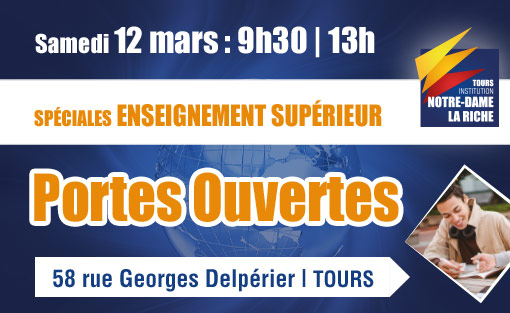 Samedi 12 mars : 9h30 | 13h
TOURS
INSTITUTION
NOTRE-DAME
LA RICHE
SPÉCIALES ENSEIGNEMENT SUPÉRIEUR
Portes Ouvertes
58 rue Georges Delpérier | TOURS